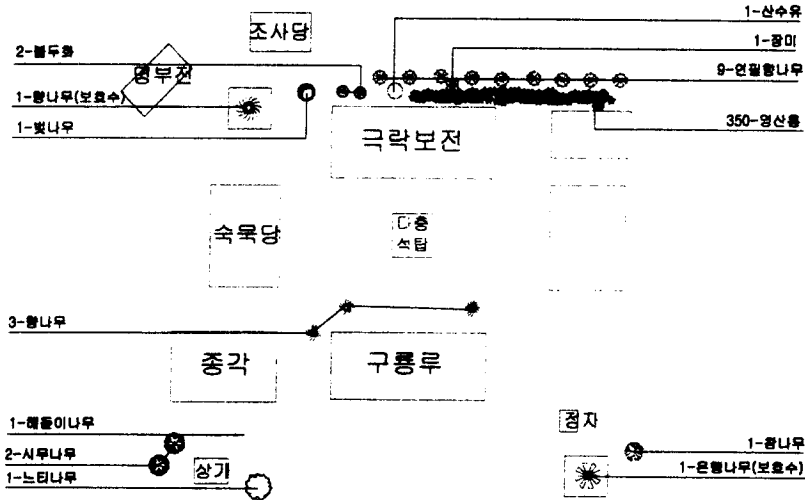 1-산수유
조사당
1-장미
2-불두화
명부전
9-연필향나무
1-향나무(보호수)
350-영산홍
1-벚나무
극락보전
숙묵당
다층
석탑
3-향나무
종각
구룡루
1-해돋이나무
정자
1-참나무
2-시무나무
상가
1-은행나무(보호수)
1-느티나무